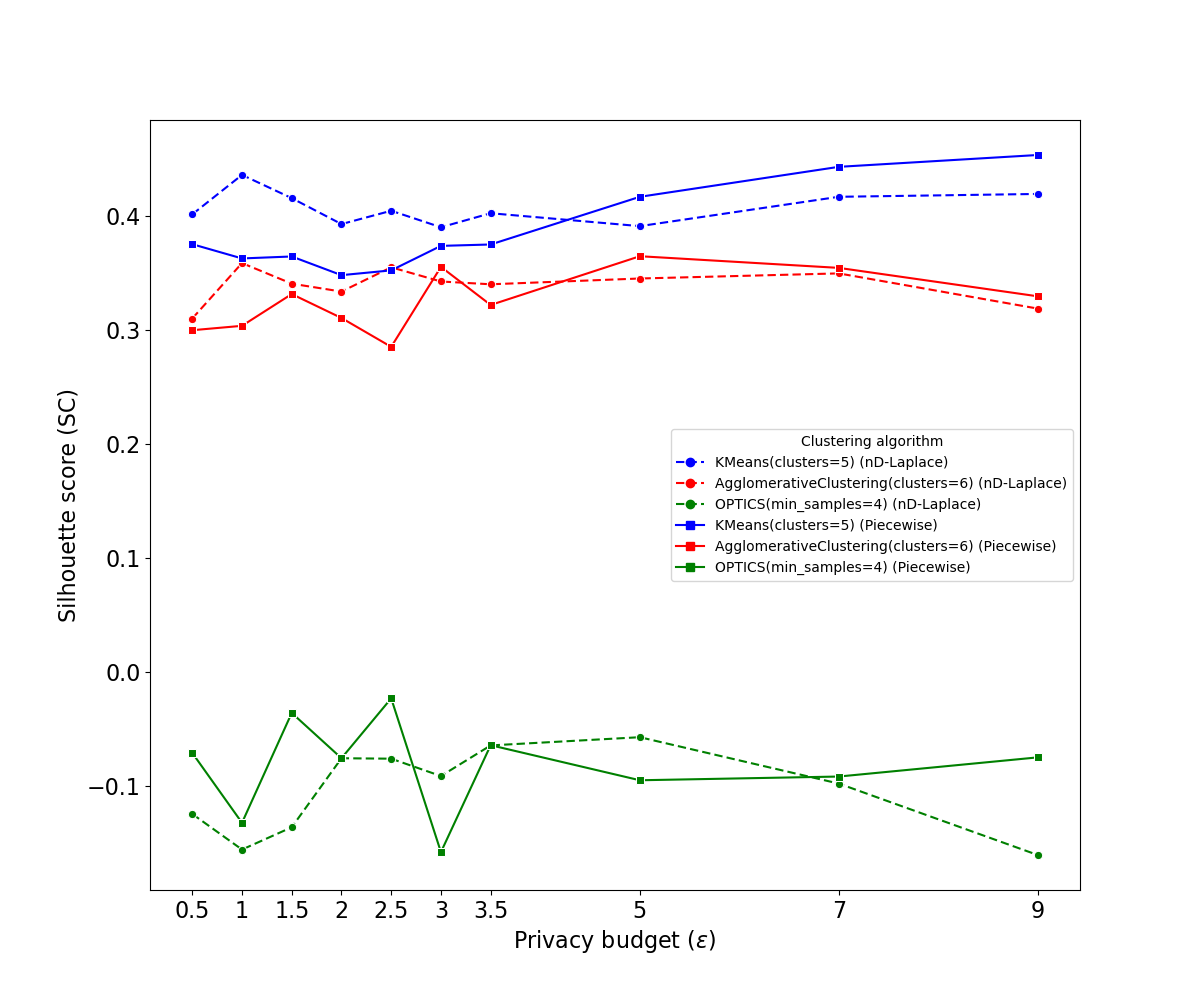 0.4
0.3
0.2
0.1
0.0
−0.1
Silhouette score (SC)
Clustering algorithm
KMeans(clusters=5) (nD-Laplace)
AgglomerativeClustering(clusters=6) (nD-Laplace)
OPTICS(min_samples=4) (nD-Laplace)
KMeans(clusters=5) (Piecewise)
AgglomerativeClustering(clusters=6) (Piecewise)
OPTICS(min_samples=4) (Piecewise)
0.5 1 1.5 2 2.5 3 3.5 5 7 9
Privacy budget (ε)